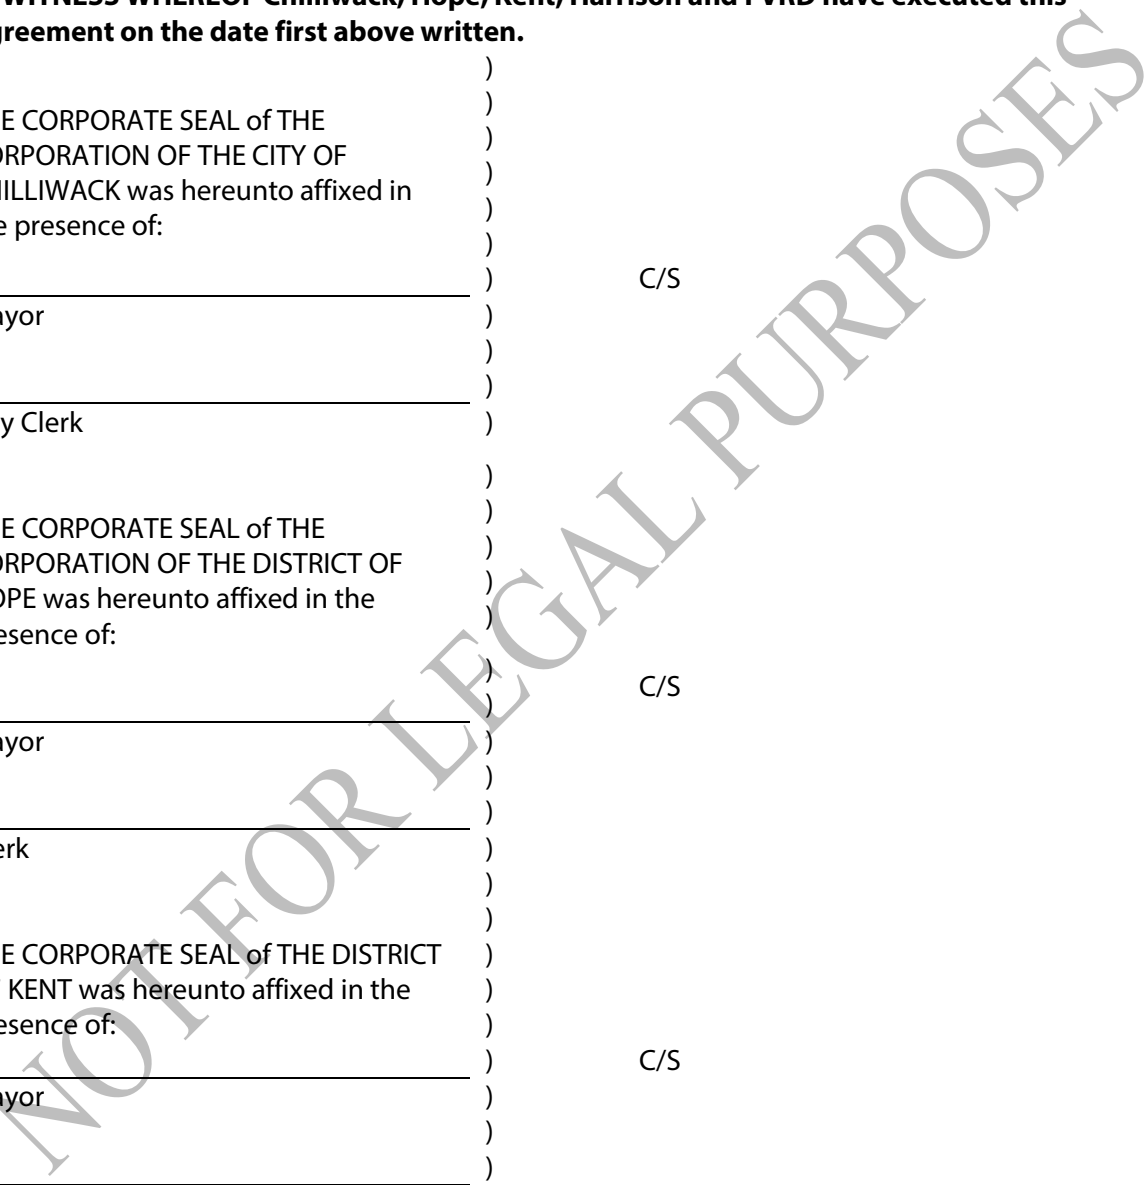 WITNESS WHEREOF Chilliwack, Hope, Kent, Harrison and FVRD have executed this
greement on the date first above written.
)
)
E CORPORATE SEAL of THE )
ORPORATION OF THE CITY OF )
ILLIWACK was hereunto affixed in )
e presence of: )
) C/S
ayor )
)
)
y Clerk )
)
E CORPORATE SEAL of THE )
ORPORATION OF THE DISTRICT OF )
OPE was hereunto affixed in the )
esence of: )
)
) C/S
ayor )
)
)
erk )
)
)
E CORPORATE SEAL of THE DISTRICT )
KENT was hereunto affixed in the )
esence of: )
) C/S
ayor )
)
)
NOT FOR LEGAL PURPOSES